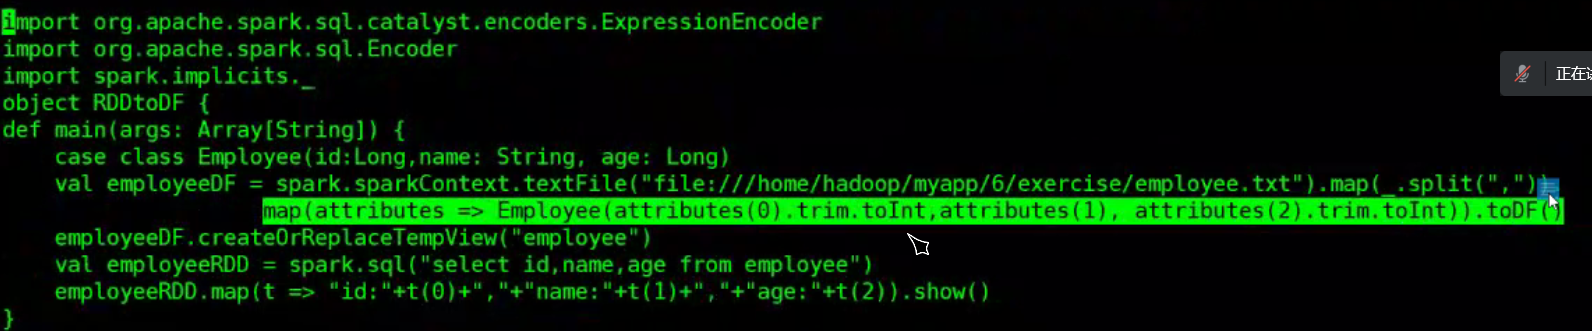 import org.apache.spark.sql.catalyst.encoders.ExpressionEncoder
import org.apache.spark.sql.Encoder
import spark.implicits._
object RDDtoDF {
def main(args: Array[String]) {
    case class Employee(id:Long,name: String, age: Long)
    val employeeDF = spark.sparkContext.textFile("file:///home/hadoop/myapp/6/exercise/employee.txt").map(_.split(","))
map(attributes => Employee(attributes(0).trim.toInt,attributes(1), attributes(2).trim.toInt)).toDF()
    employeeDF.createOrReplaceTempView("employee")
    val employeeRDD = spark.sql("select id,name,age from employee")
    employeeRDD.map(t => "id:"+t(0)+","+"name:"+t(1)+","+"age:"+t(2)).show()
}
正在